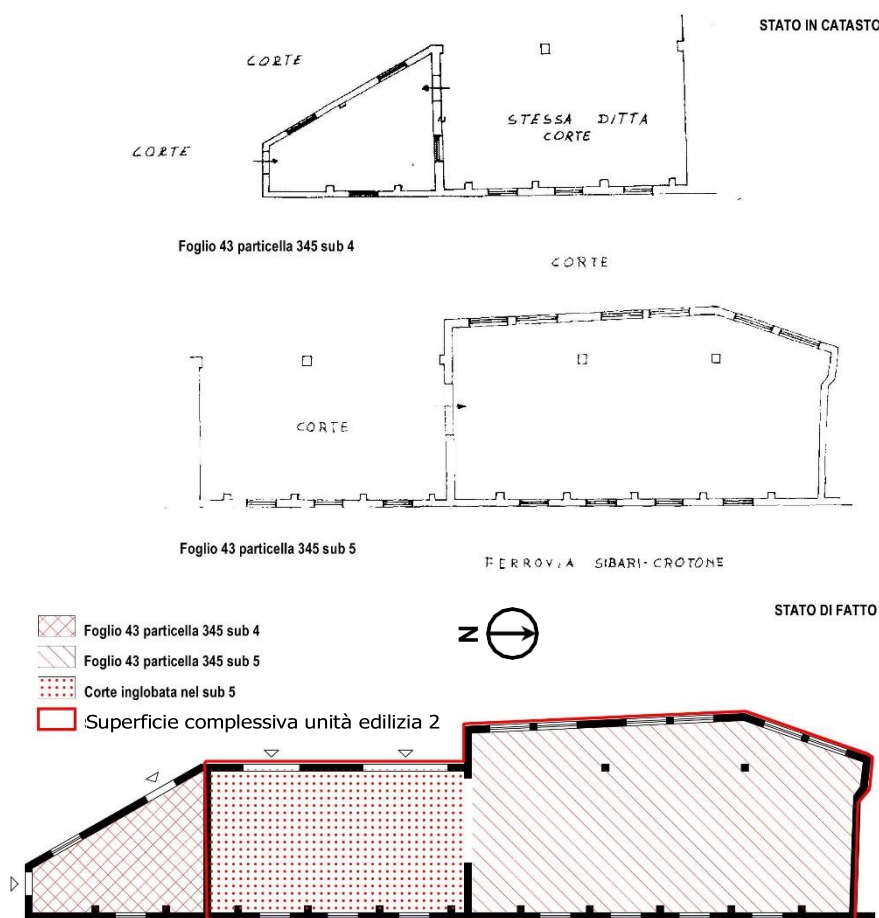 STATO IN CATASTO
CORTE
CORTE
STESSA DITTA
CORTE
Foglio 43 particella 345 sub 4
CORTE
CORTE
Foglio 43 particella 345 sub 5
FERROVIA SIBARI-CROTONE
STATO DI FATTO
Foglio 43 particella 345 sub 4
Foglio 43 particella 345 sub 5
Corte inglobata nel sub 5
Superficie complessiva unità edilizia 2
N